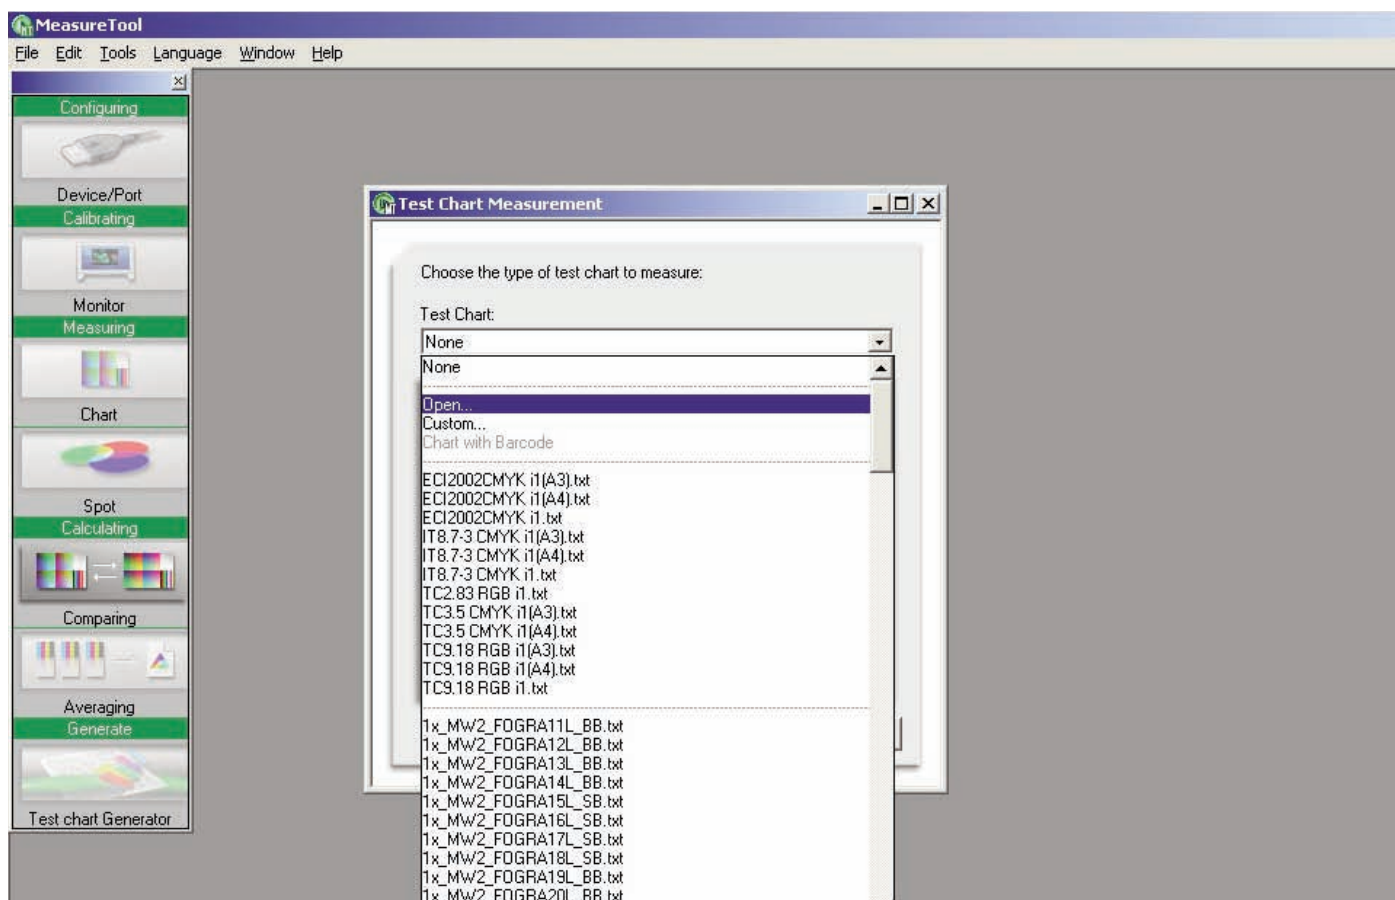 MeasureTool
File Edit Tools Language Window Help
Configuring
Device/Port
Calibrating
Monitor
Measuring
Chart
Spot
Calculating
Comparing
Averaging
Generate
Test chart Generator
Test Chart Measurement
Choose the type of test chart to measure:
Test Chart:
None
None
Open...
Custom...
Chart with Barcode
ECI2002CMYK i1(A3).txt
ECI2002CMYK i1(A4).txt
ECI2002CMYK i1.txt
IT8.7-3 CMYK i1(A3).txt
IT8.7-3 CMYK i1(A4).txt
IT8.7-3 CMYK i1.txt
TC2.83 RGB i1.txt
TC3.5 CMYK i1(A3).txt
TC3.5 CMYK i1(A4).txt
TC9.18 RGB i1(A3).txt
TC9.18 RGB i1(A4).txt
TC9.18 RGB i1.txt
1x_MW2_FOGRA11L_BB.txt
1x_MW2_FOGRA12L_BB.txt
1x_MW2_FOGRA13L_BB.txt
1x_MW2_FOGRA14L_BB.txt
1x_MW2_FOGRA15L_SB.txt
1x_MW2_FOGRA16L_SB.txt
1x_MW2_FOGRA17L_SB.txt
1x_MW2_FOGRA18L_SB.txt
1x_MW2_FOGRA19L_BB.txt
1x_MW2_FOGRA20L_BB.txt